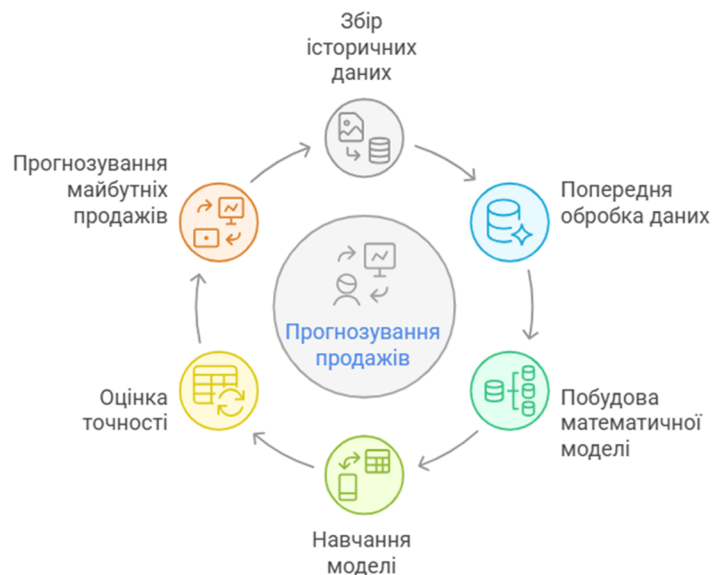 Збір
історичних
даних
Попередня
обробка даних
Побудова
математичної
моделі
Навчання
моделі
Оцінка
точності
Прогнозування
майбутніх
продажів
Прогнозування
продажів